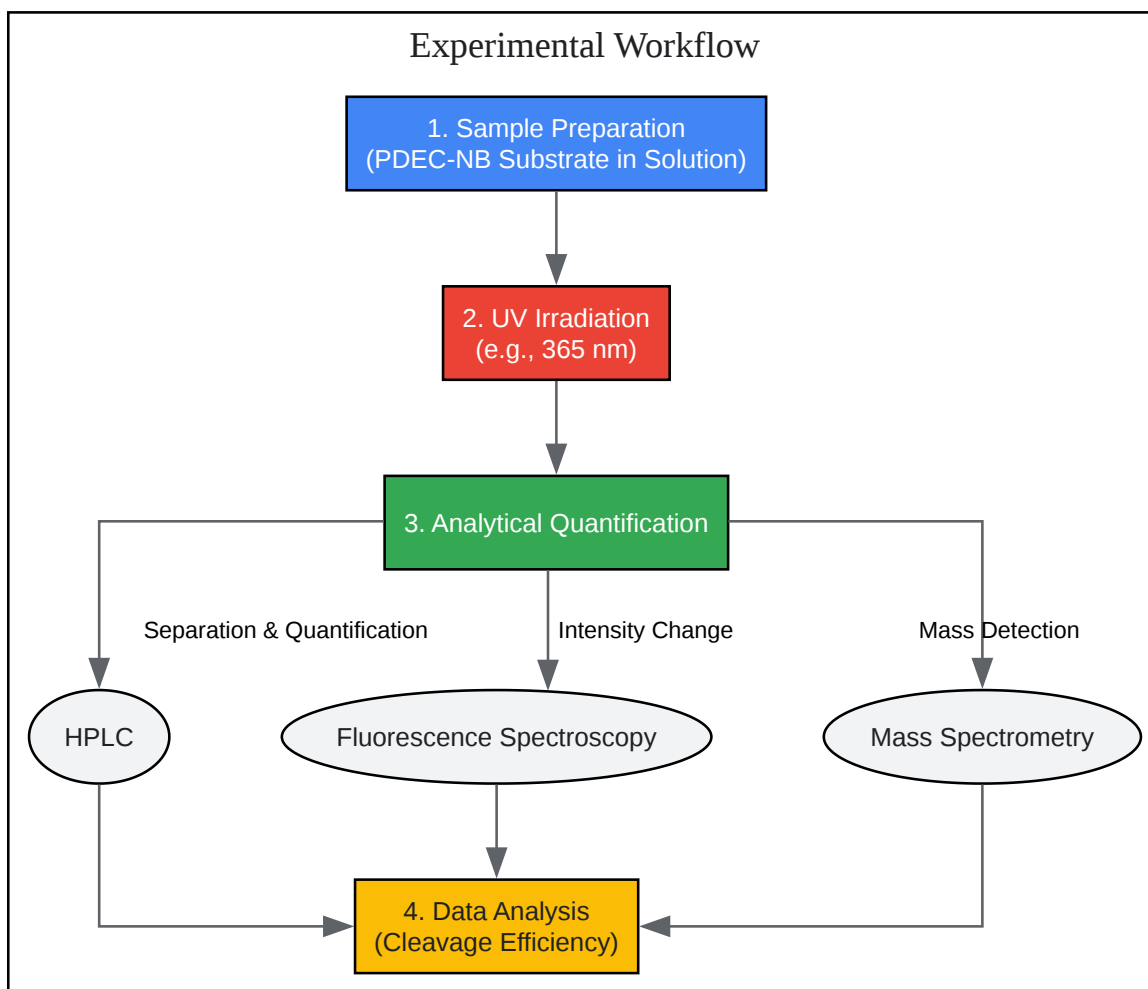 Experimental Workflow
1. Sample Preparation
(PDEC-NB Substrate in Solution)
2. UV Irradiation
(e.g., 365 nm)
3. Analytical Quantification
Separation & Quantification
Intensity Change
Mass Detection
HPLC
Fluorescence Spectroscopy
Mass Spectrometry
4. Data Analysis
(Cleavage Efficiency)